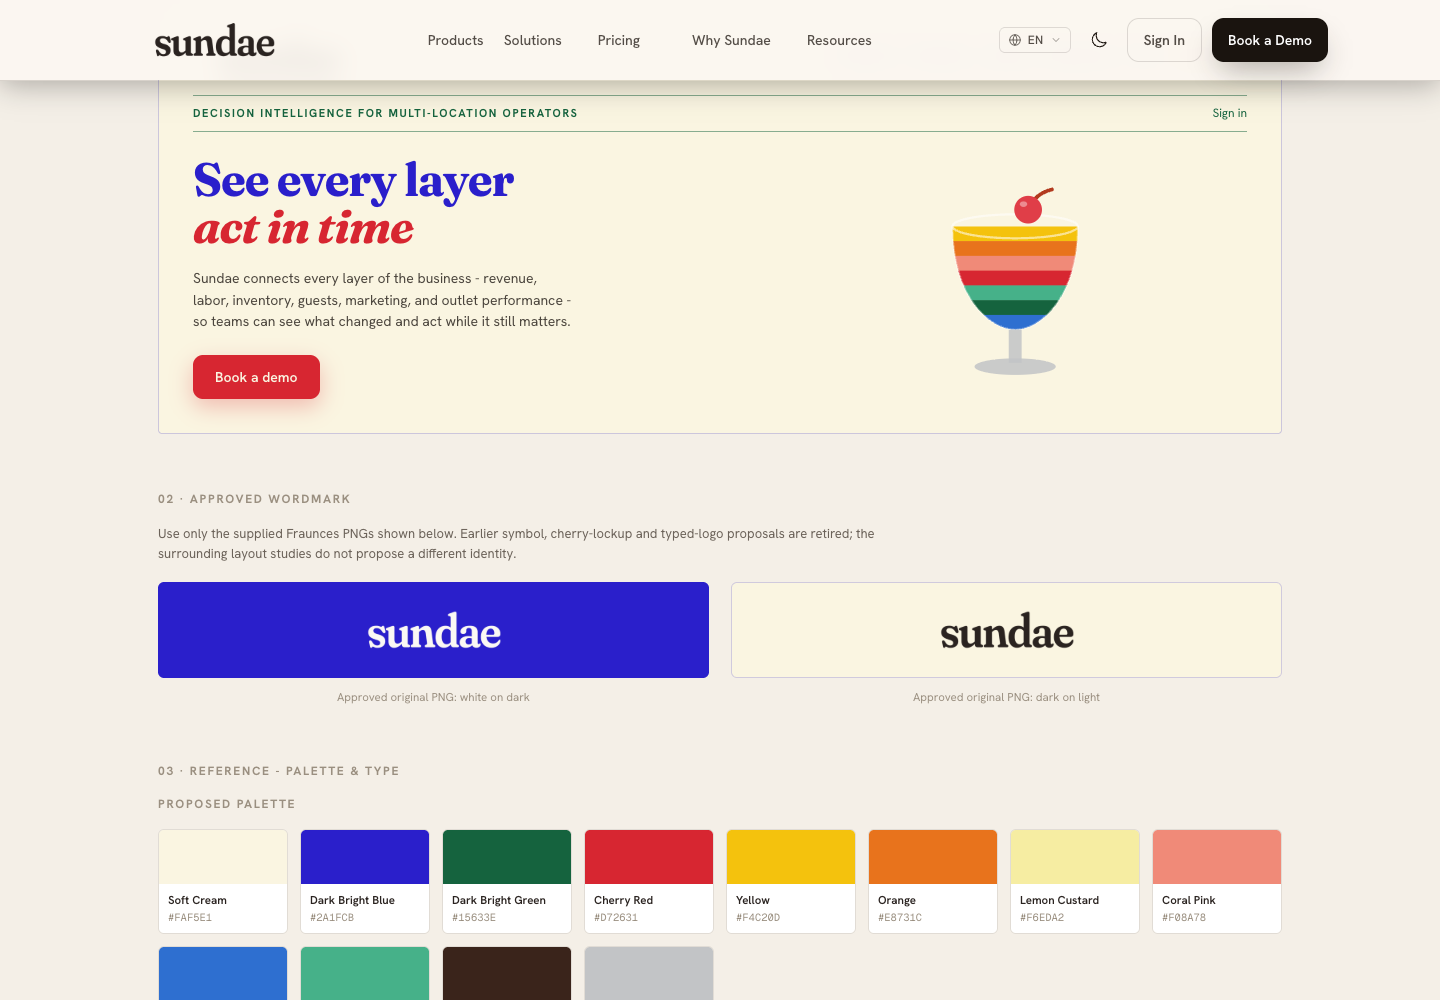 sundae
Products
Solutions
Pricing
Why Sundae
Resources
EN
Sign In
Book a Demo
DECISION INTELLIGENCE FOR MULTI-LOCATION OPERATORS
Sign in
See every layer
act in time
Sundae connects every layer of the business - revenue,
labor, inventory, guests, marketing, and outlet performance -
so teams can see what changed and act while it still matters.
Book a demo
02 · APPROVED WORDMARK
Use only the supplied Fraunces PNGs shown below. Earlier symbol, cherry-lockup and typed-logo proposals are retired; the
surrounding layout studies do not propose a different identity.
sundae
sundae
Approved original PNG: white on dark
Approved original PNG: dark on light
03 · REFERENCE - PALETTE & TYPE
PROPOSED PALETTE
Soft Cream
#FAF5E1
Dark Bright Blue
#2A1FCB
Dark Bright Green
#15633E
Cherry Red
#D72631
Yellow
#F4C20D
Orange
#E8731C
Lemon Custard
#F6EDA2
Coral Pink
#F08A78